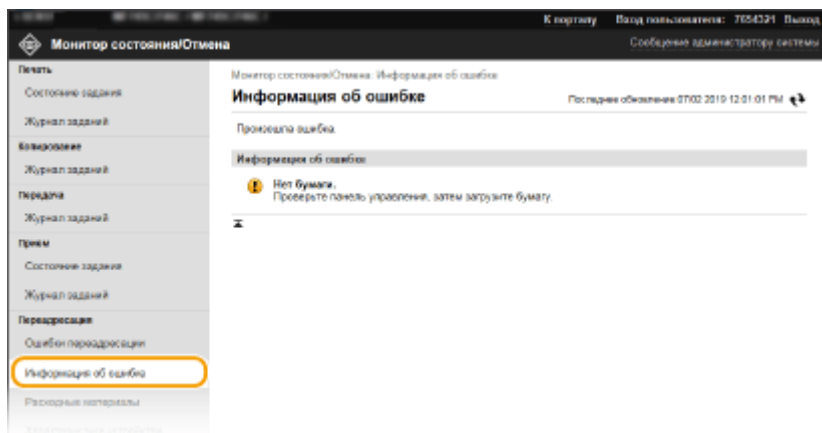 К порталу Вход пользователя: 7654321 Выход
Монитор состояния/Отмена
Сообщение администратору системы
Печать
Состояние задания
Журнал заданий
Копирование
Журнал заданий
Передача
Журнал заданий
Прием
Состояние задания
Журнал заданий
Переадресация
Ошибки переадресации
Информация об ошибке
Расходные материалы
Монитор состояния/Отмена: Информация об ошибке
Информация об ошибке
Последнее обновление 07/02 2019 12:01:01 PM
Произошла ошибка.
Информация об ошибке
Нет бумаги.
Проверьте панель управления, затем загрузите бумагу.